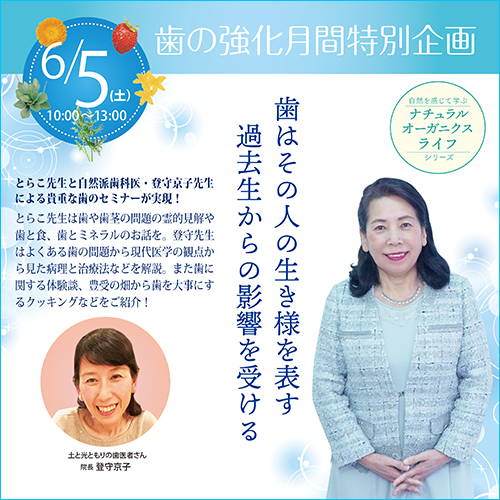 歯の強化月間特別企画
6/5(土)
10:00～13:00
自然を感じて学ぶ
ナチュラル
オーガニクス
ライフ
シリーズ
歯はその人の生き様を表す
過去生からの影響を受ける
とらこ先生と自然派歯科医・登守京子先生
による貴重な歯のセミナーが実現！
とらこ先生は歯や歯茎の問題の霊的見解や
歯と食、歯とミネラルのお話を。登守先生
はよくある歯の問題から現代医学の観点か
ら見た病理と治療法などを解説。また歯に
関する体験談、豊受の畑から歯を大事にす
るクッキングなどをご紹介！
土と光ともりの歯医者さん
院長 登守京子